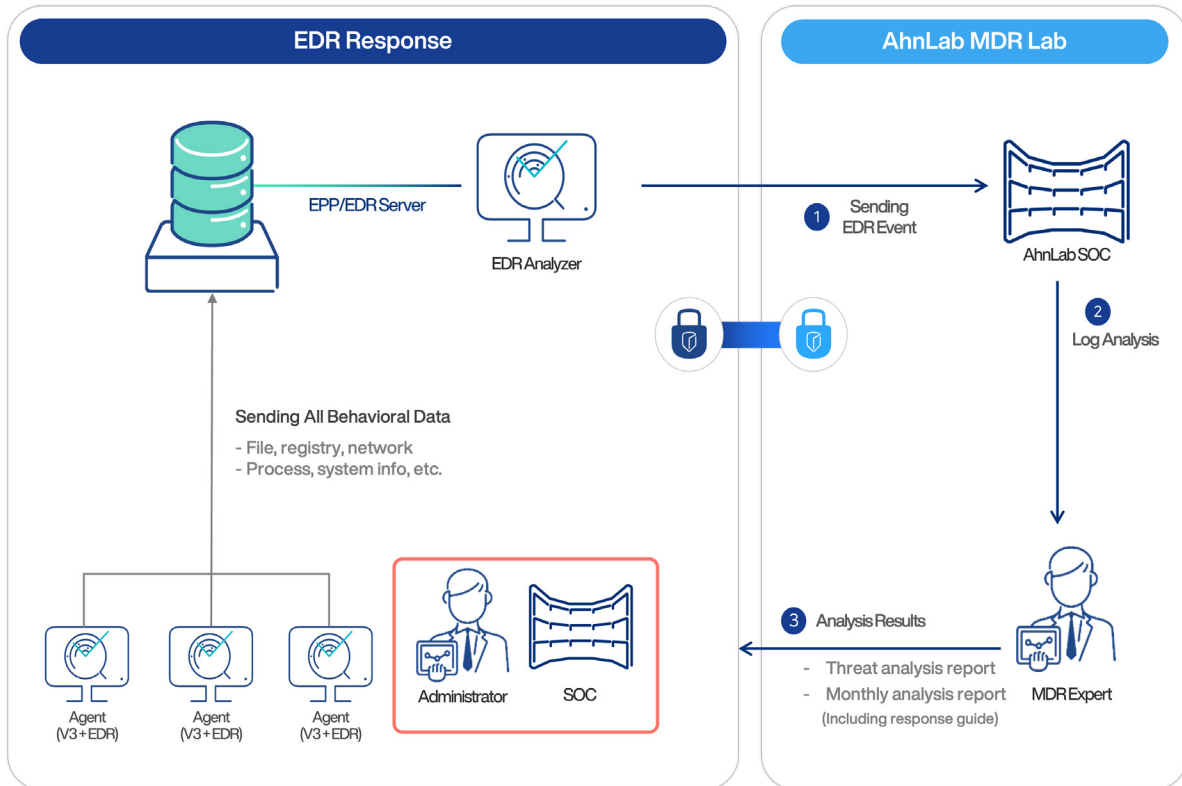 EDR Response
AhnLab MDR Lab
EPP/EDR Server
EDR Analyzer
1
Sending
EDR Event
AhnLab SOC
2
Log Analysis
Sending All Behavioral Data
- File, registry, network
- Process, system info, etc.
Agent
(V3+EDR)
Agent
(V3+EDR)
Agent
(V3+EDR)
Administrator
SOC
3
Analysis Results
- Threat analysis report
- Monthly analysis report
(Including response guide)
MDR Expert